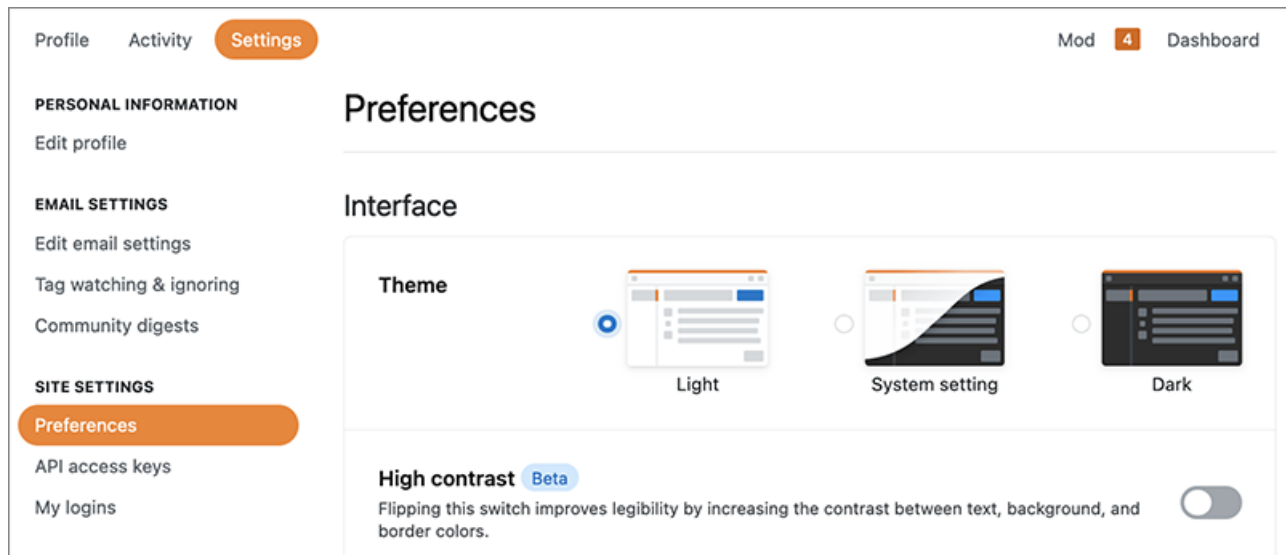 Profile Activity Settings Mod 4 Dashboard
PERSONAL INFORMATION
Edit profile
EMAIL SETTINGS
Edit email settings
Tag watching & ignoring
Community digests
SITE SETTINGS
Preferences
API access keys
My logins
Preferences
Interface
Theme
Light System setting Dark
High contrast Beta
Flipping this switch improves legibility by increasing the contrast between text, background, and
border colors.